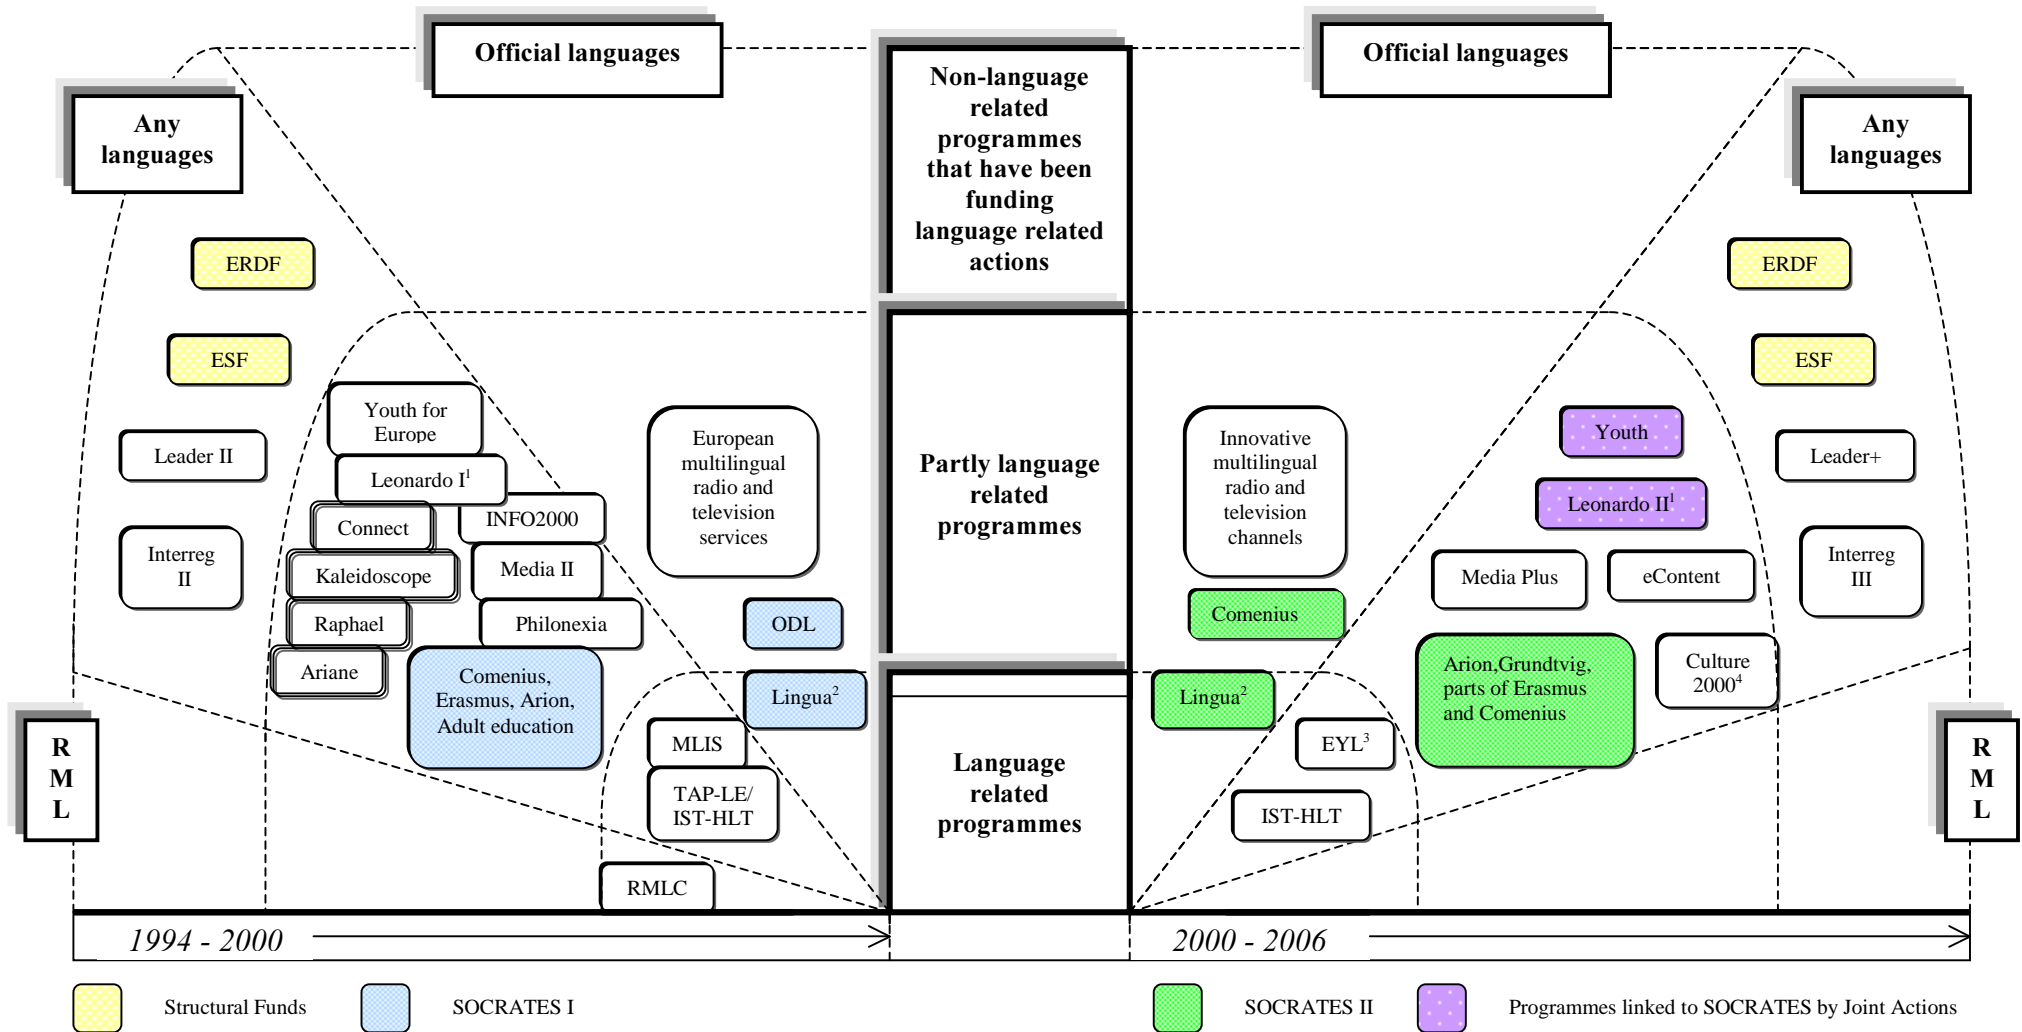 Official languages
Official languages
Any
languages
Non-language
related
programmes
that have been
funding
language related
actions
Any
languages
ERDF
ESF
Leader II
Interreg
II
Youth for
Europe
Leonardo I¹
Connect
INFO2000
Kaleidoscope
Media II
Raphael
Philonexia
Ariane
Comenius,
Erasmus, Arion,
Adult education
European
multilingual
radio and
television
services
ODL
Lingua²
MLIS
TAP-LE/
IST-HLT
RMLC
R
M
L
Partly language
related
programmes
Language
related
programmes
Innovative
multilingual
radio and
television
channels
Comenius
Lingua²
EYL³
IST-HLT
Youth
Leonardo II¹
Media Plus
eContent
Arion,Grundtvig,
parts of Erasmus
and Comenius
Culture
2000⁴
ERDF
ESF
Leader+
Interreg
III
R
M
L
1994 - 2000
2000 - 2006
Structural Funds
SOCRATES I
SOCRATES II
Programmes linked to SOCRATES by Joint Actions